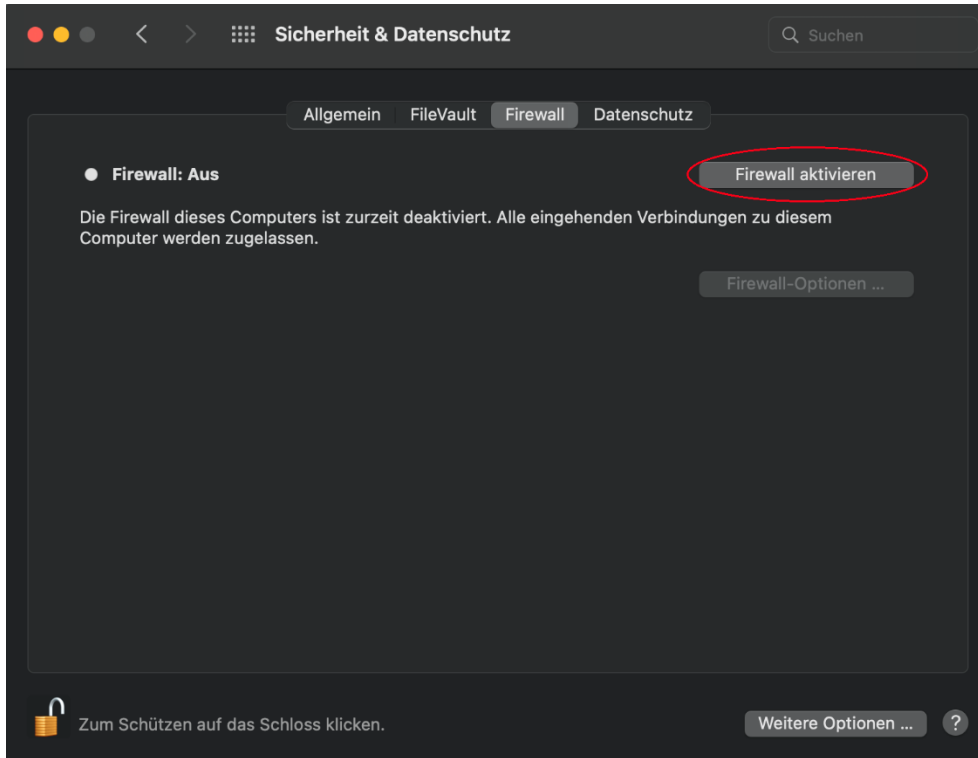 Sicherheit & Datenschutz
Suchen
Allgemein FileVault Firewall Datenschutz
Firewall: Aus
Firewall aktivieren
Die Firewall dieses Computers ist zurzeit deaktiviert. Alle eingehenden Verbindungen zu diesem
Computer werden zugelassen.
Firewall-Optionen ...
Zum Schützen auf das Schloss klicken.
Weitere Optionen ...
?